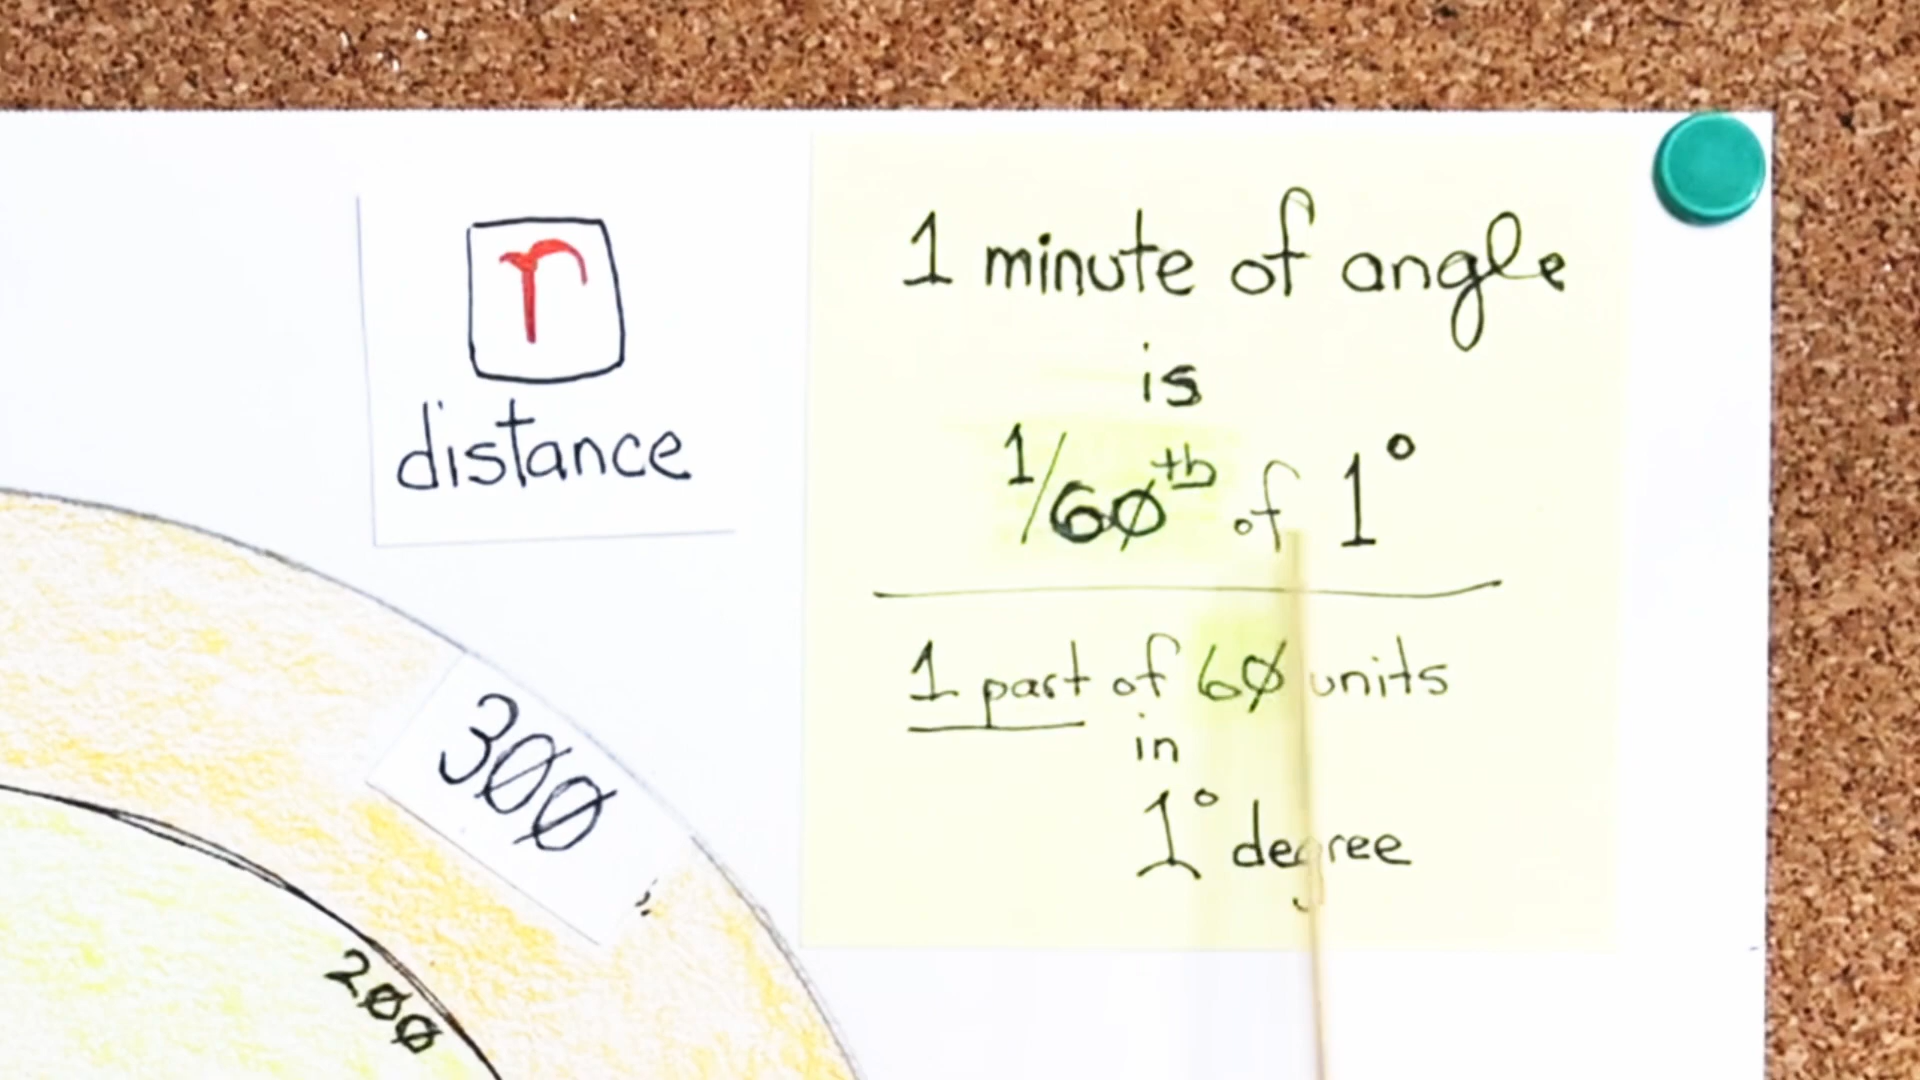 r
distance
1 minute of angle
is
1/60th of 1°
1 part of 60 units
in
1° degree
300
200